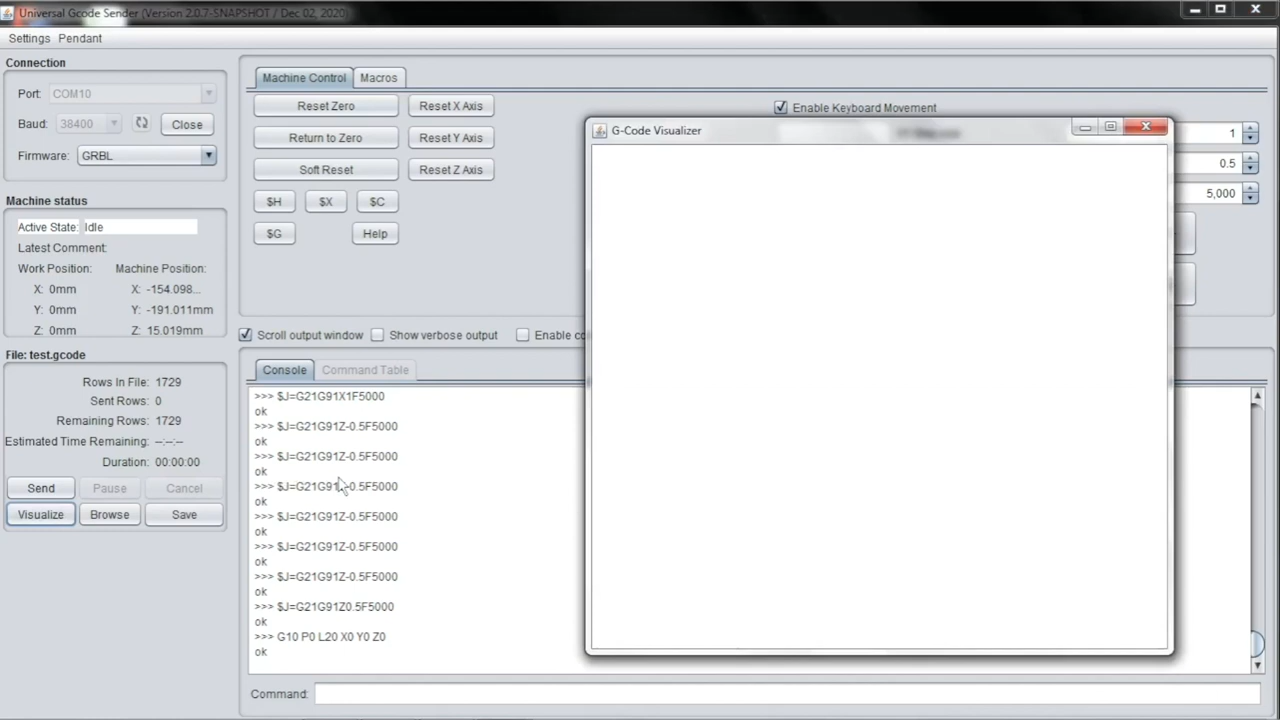 Universal Gcode Sender (Version 2.0.7-SNAPSHOT / Dec 02, 2020)
Settings Pendant
Connection
Port: COM10
Baud: 38400 Close
Firmware: GRBL
Machine status
Active State: Idle
Latest Comment:
Work Position: Machine Position:
X: 0mm X: -154.098...
Y: 0mm Y: -191.011mm
Z: 0mm Z: 15.019mm
File: test.gcode
Rows In File: 1729
Sent Rows: 0
Remaining Rows: 1729
Estimated Time Remaining: --:--:--
Duration: 00:00:00
Send Pause Cancel
Visualize Browse Save
Machine Control Macros
Reset Zero Reset X Axis
Return to Zero Reset Y Axis
Soft Reset Reset Z Axis
$H $X $C
$G Help
Enable Keyboard Movement
1
0.5
5,000
G-Code Visualizer
Scroll output window Show verbose output Enable co
Console Command Table
>>> $J=G21G91X1F5000
ok
>>> $J=G21G91Z-0.5F5000
ok
>>> $J=G21G91Z-0.5F5000
ok
>>> $J=G21G91Z-0.5F5000
ok
>>> $J=G21G91Z-0.5F5000
ok
>>> $J=G21G91Z-0.5F5000
ok
>>> $J=G21G91Z-0.5F5000
ok
>>> $J=G21G91Z0.5F5000
ok
>>> G10 P0 L20 X0 Y0 Z0
ok
Command: